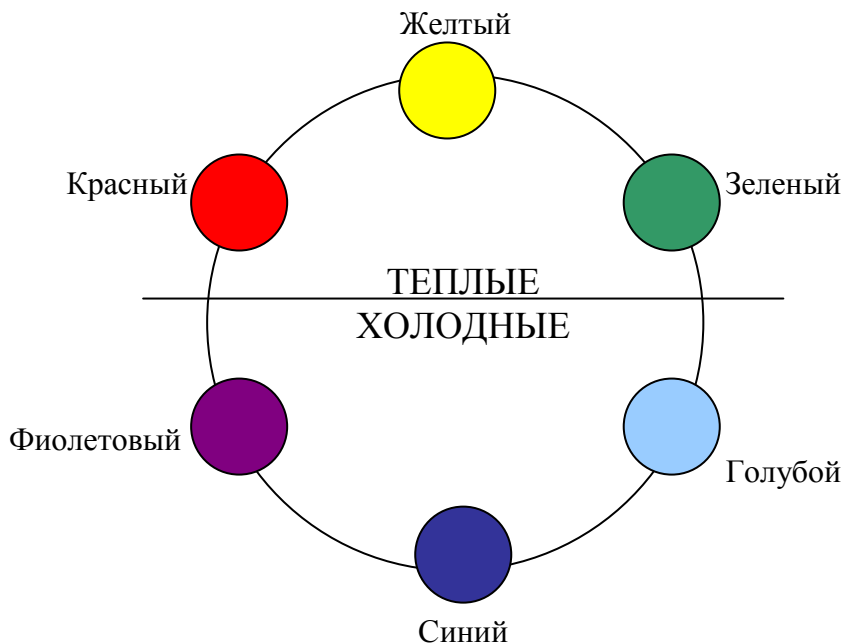 Желтый
Красный
Зеленый
ТЕПЛЫЕ
ХОЛОДНЫЕ
Фиолетовый
Голубой
Синий